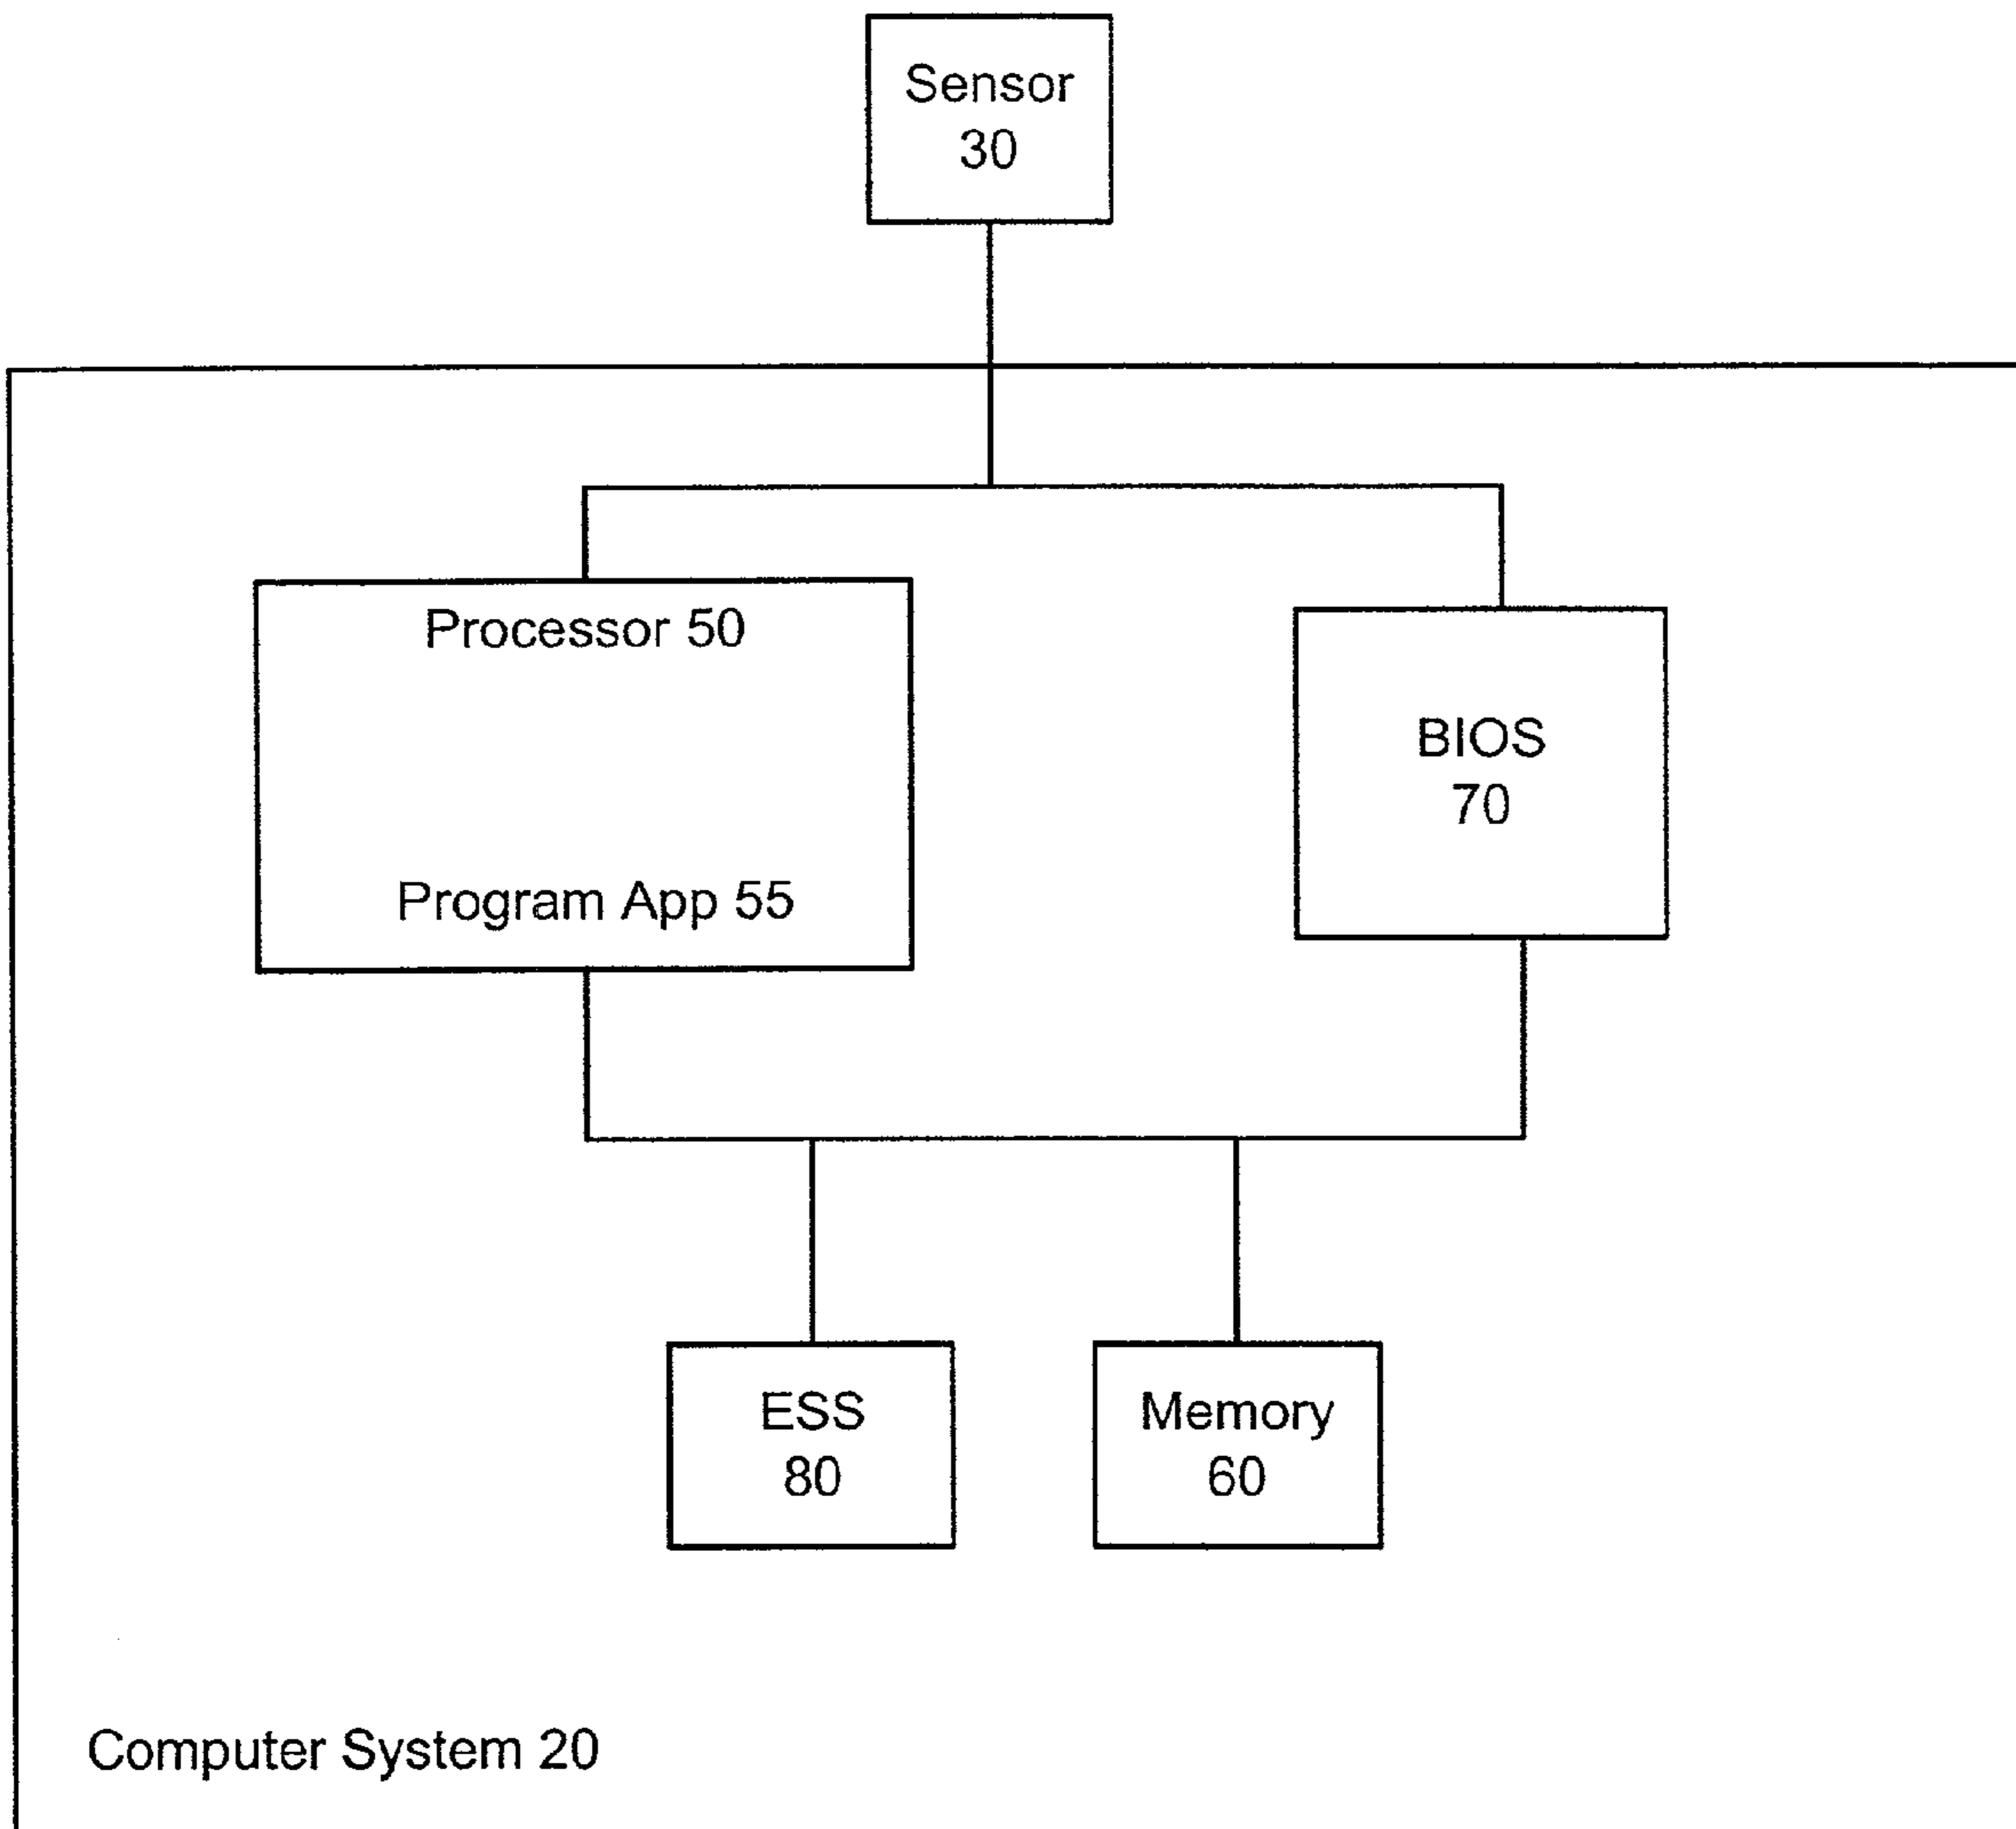 Sensor
30
Processor 50
Program App 55
BIOS
70
ESS
80
Memory
60
Computer System 20